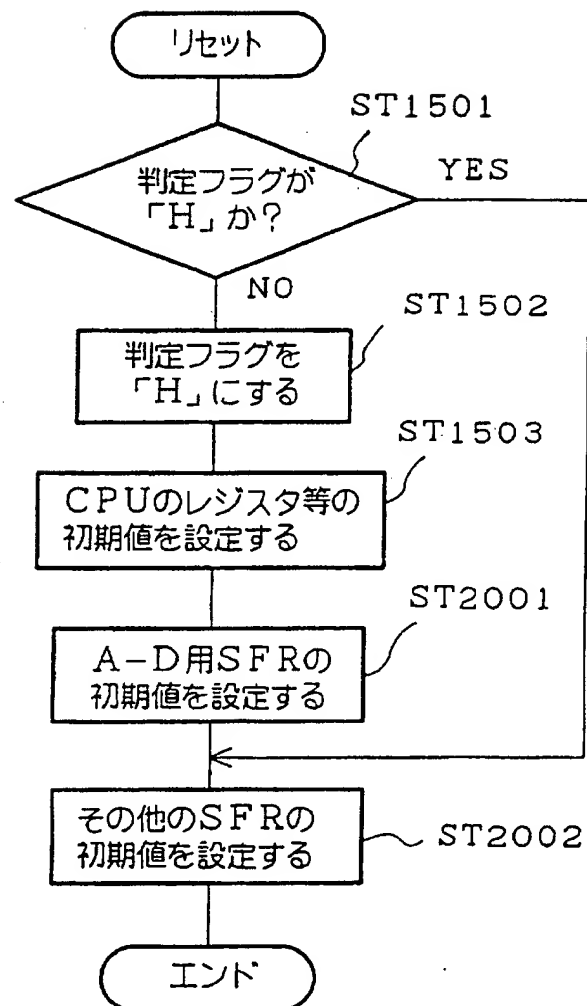 リセット
ST1501
判定フラグが
「H」か?
YES
NO
ST1502
判定フラグを
「H」にする
ST1503
CPUのレジスタ等の
初期値を設定する
ST2001
A-D用SFRの
初期値を設定する
その他のSFRの
初期値を設定する
ST2002
エンド